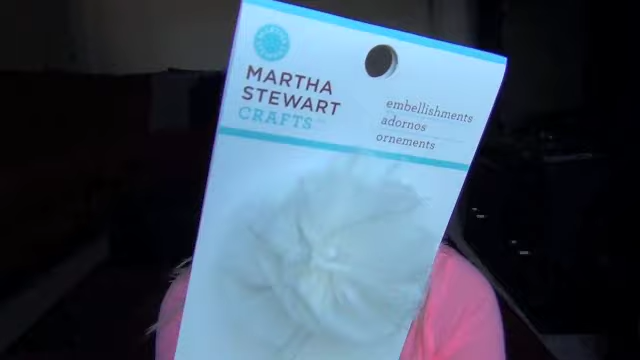 MARTHA
STEWART
CRAFTS
embellishments
adornos
ornements